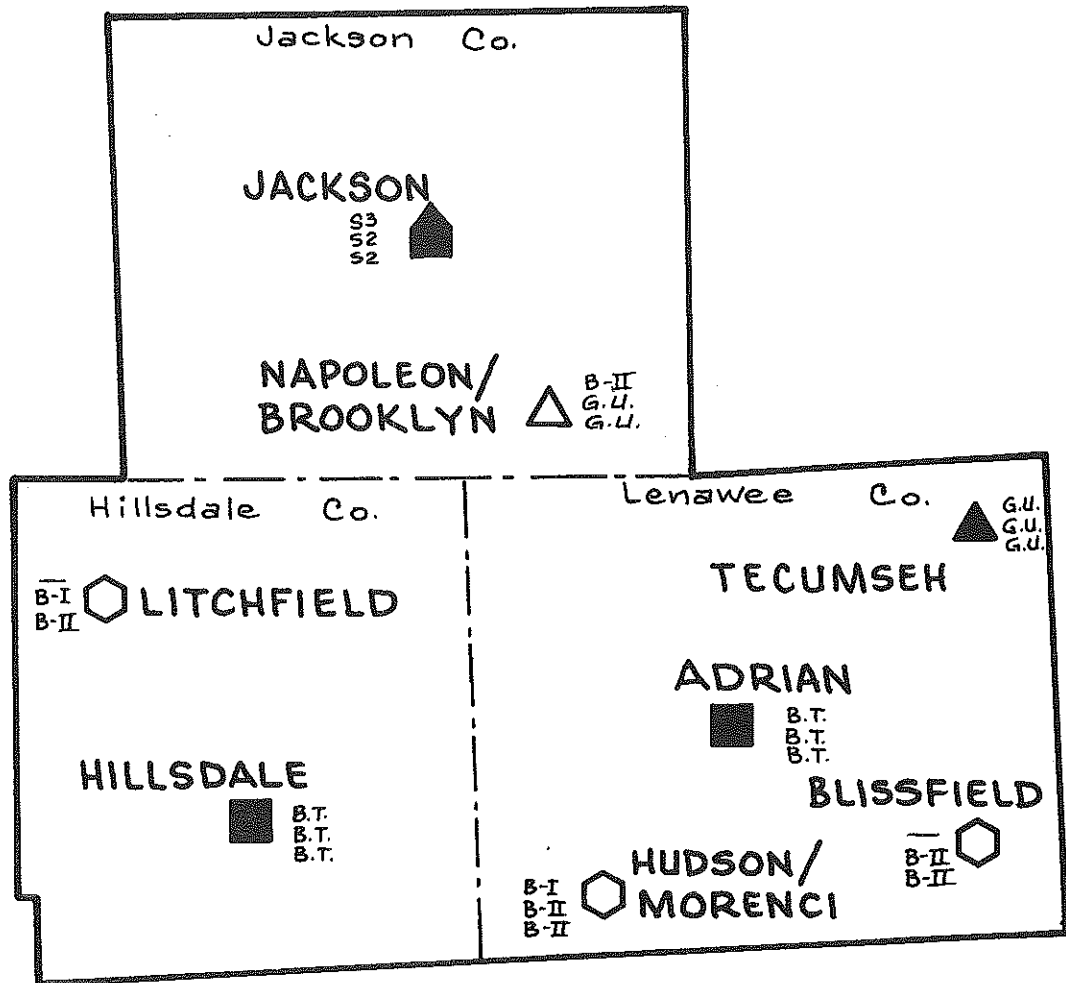 Jackson Co.
JACKSON
S3
S2
S2
NAPOLEON/
BROOKLYN
B-II
G.U.
G.U.
Hillsdale Co.
Lenawee Co.
G.U.
G.U.
G.U.
TECUMSEH
—
B-I
B-II
LITCHFIELD
ADRIAN
B.T.
B.T.
B.T.
HILLSDALE
B.T.
B.T.
B.T.
BLISSFIELD
—
B-II
B-II
HUDSON/
MORENCI
B-I
B-II
B-II